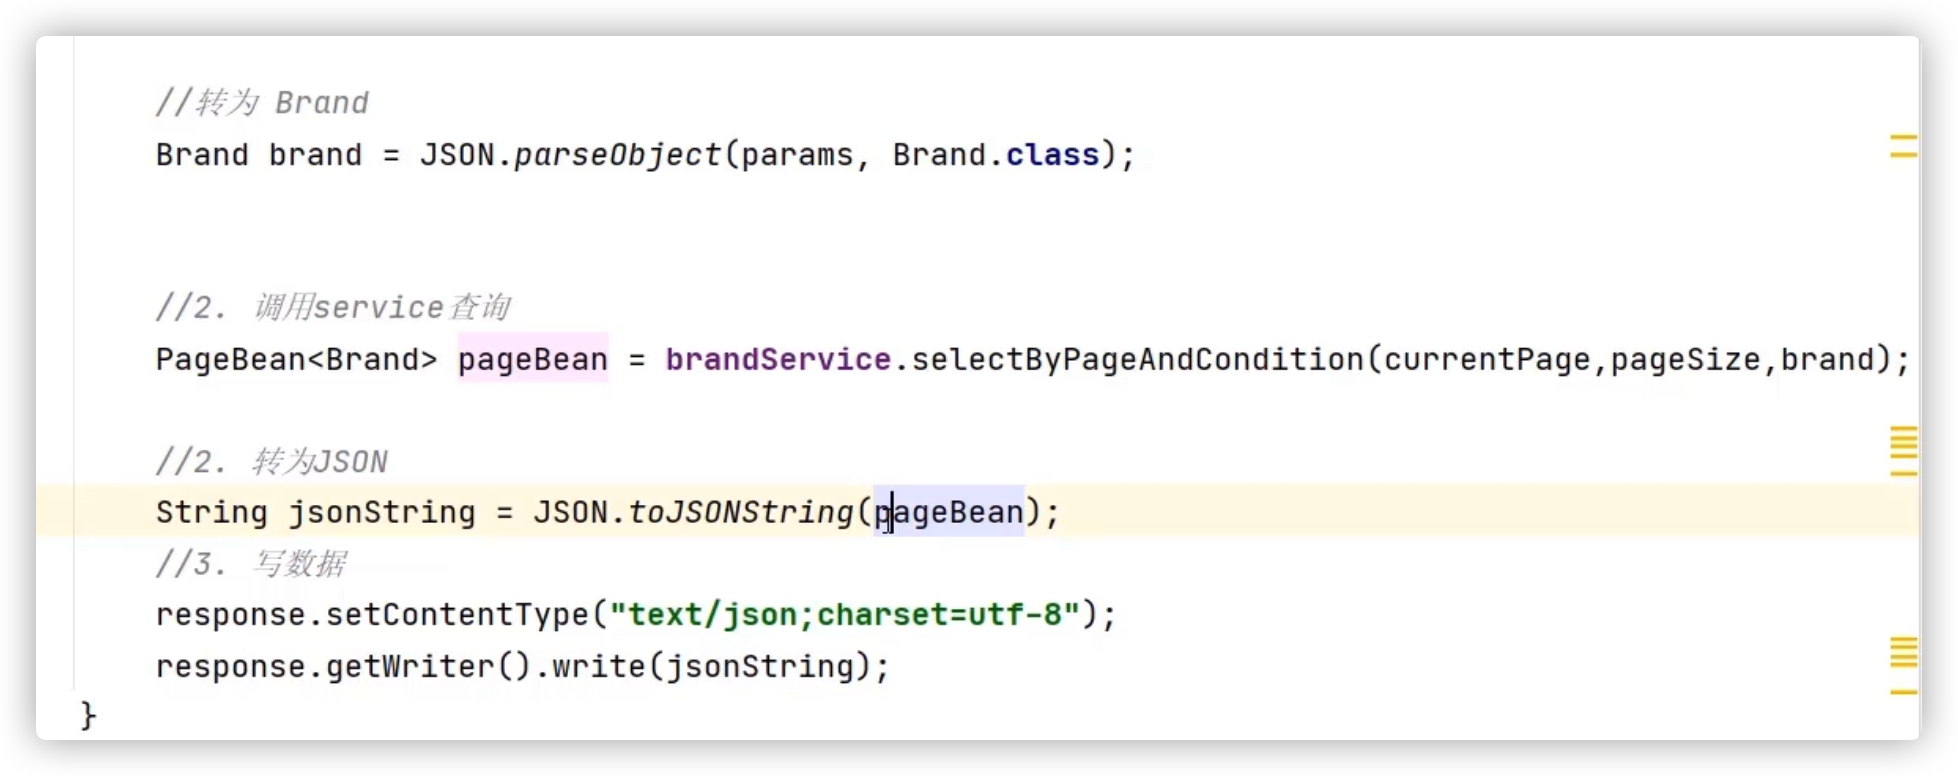 //转为 Brand
Brand brand = JSON.parseObject(params, Brand.class);
//2. 调用service查询
PageBean<Brand> pageBean = brandService.selectByPageAndCondition(currentPage,pageSize,brand);
//2. 转为JSON
String jsonString = JSON.toJSONString(pageBean);
//3. 写数据
response.setContentType("text/json;charset=utf-8");
response.getWriter().write(jsonString);
}